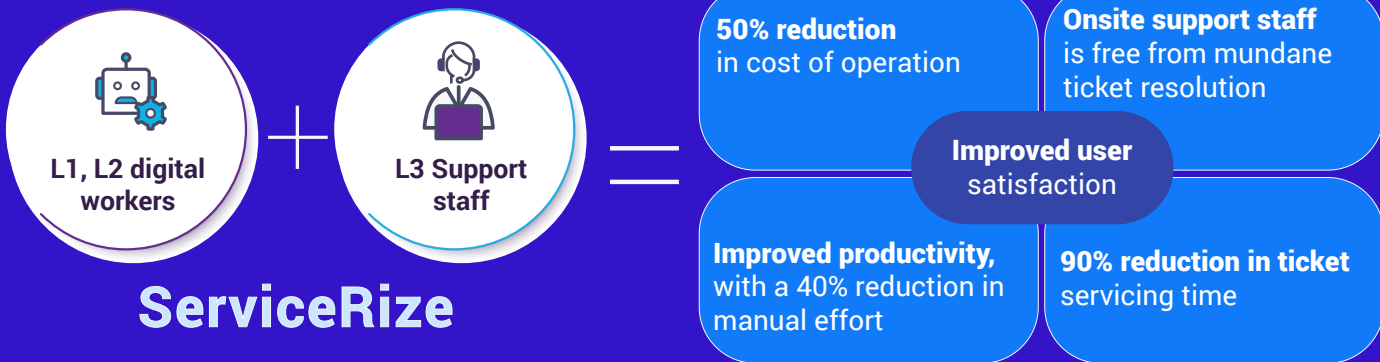 L1, L2 digital
workers
L3 Support
staff
ServiceRize
50% reduction
in cost of operation
Onsite support staff
is free from mundane
ticket resolution
Improved user
satisfaction
Improved productivity,
with a 40% reduction in
manual effort
90% reduction in ticket
servicing time